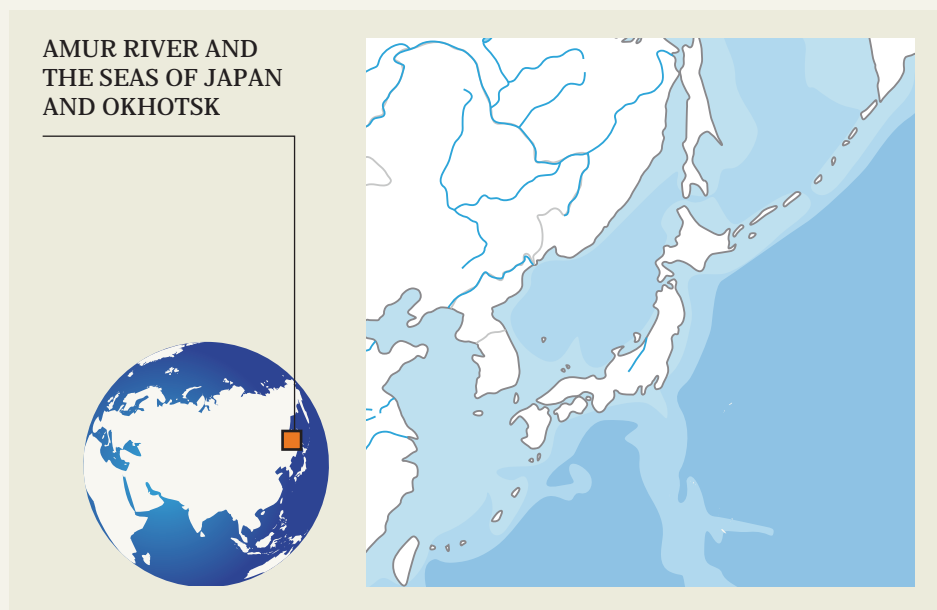 AMUR RIVER AND
THE SEAS OF JAPAN
AND OKHOTSK